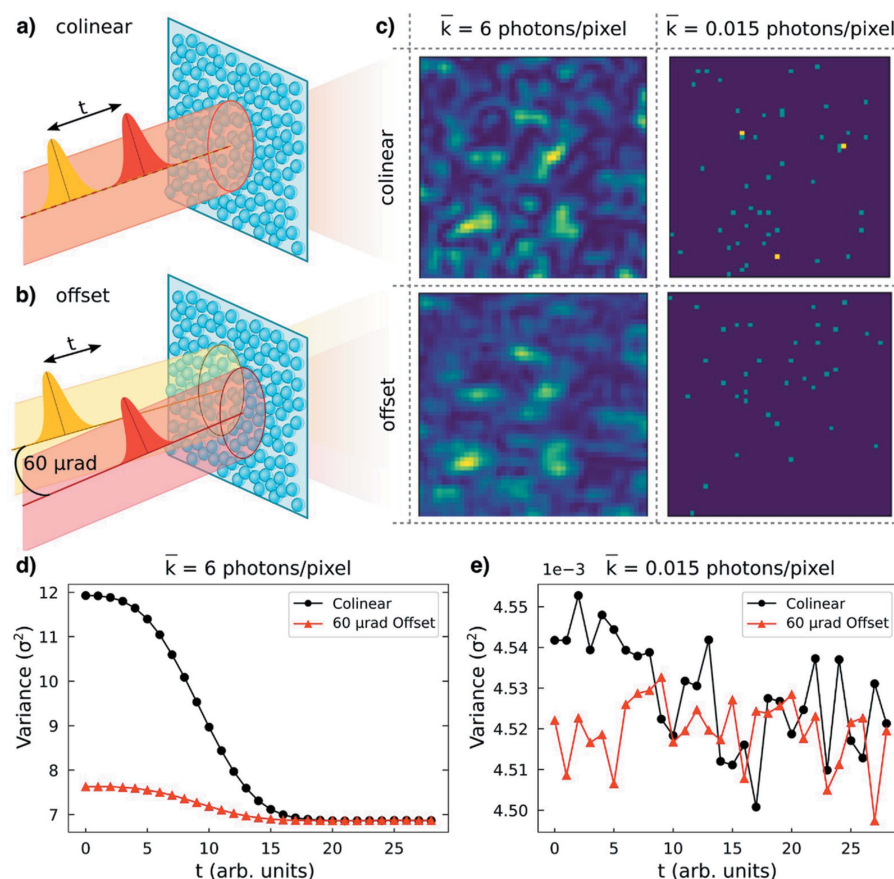 a) colinear
t
b) offset
t
60 μrad
c) k̄ = 6 photons/pixel k̄ = 0.015 photons/pixel
colinear
offset
d) k̄ = 6 photons/pixel
Variance (σ²)
12
11
10
9
8
7
Colinear
60 μrad Offset
0 5 10 15 20 25
t (arb. units)
e) 1e−3 k̄ = 0.015 photons/pixel
Variance (σ²)
4.55
4.54
4.53
4.52
4.51
4.50
Colinear
60 μrad Offset
0 5 10 15 20 25
t (arb. units)